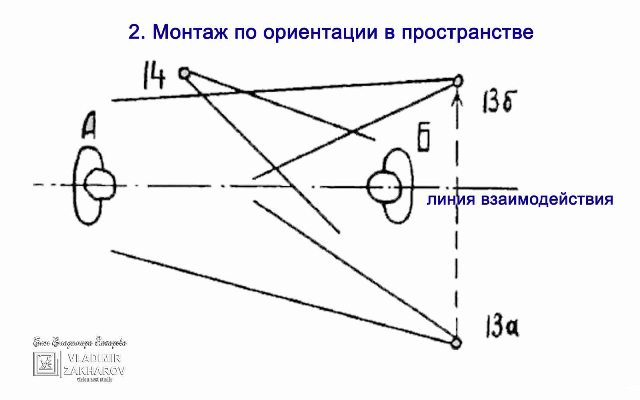 2. Монтаж по ориентации в пространстве
14
13б
А
Б
линия взаимодействия
13а
VLADIMIR
ZAKHAROV